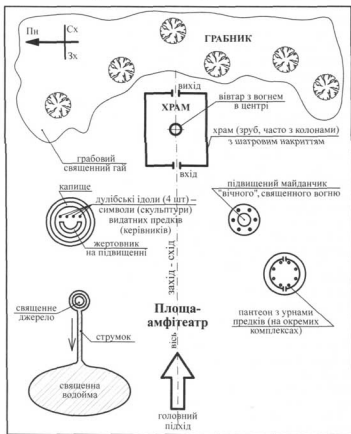 Пн
Сх
Зх
ГРАБНИК
вихід
ХРАМ
вівтар з вогнем
в центрі
храм (зруб, часто з колонами)
з шатровим накриттям
вхід
грабовий
священний гай
капище
дулібські ідоли (4 шт) –
символи (скульптури)
видатних предків
(керівників)
жертовник
на підвищенні
підвищений майданчик
"вічного", священного вогню
захід - схід
священне
джерело
струмок
Площа-
амфітеатр
вісь
пантеон з урнами
предків (на окремих
комплексах)
священна
водойма
головний
підхід